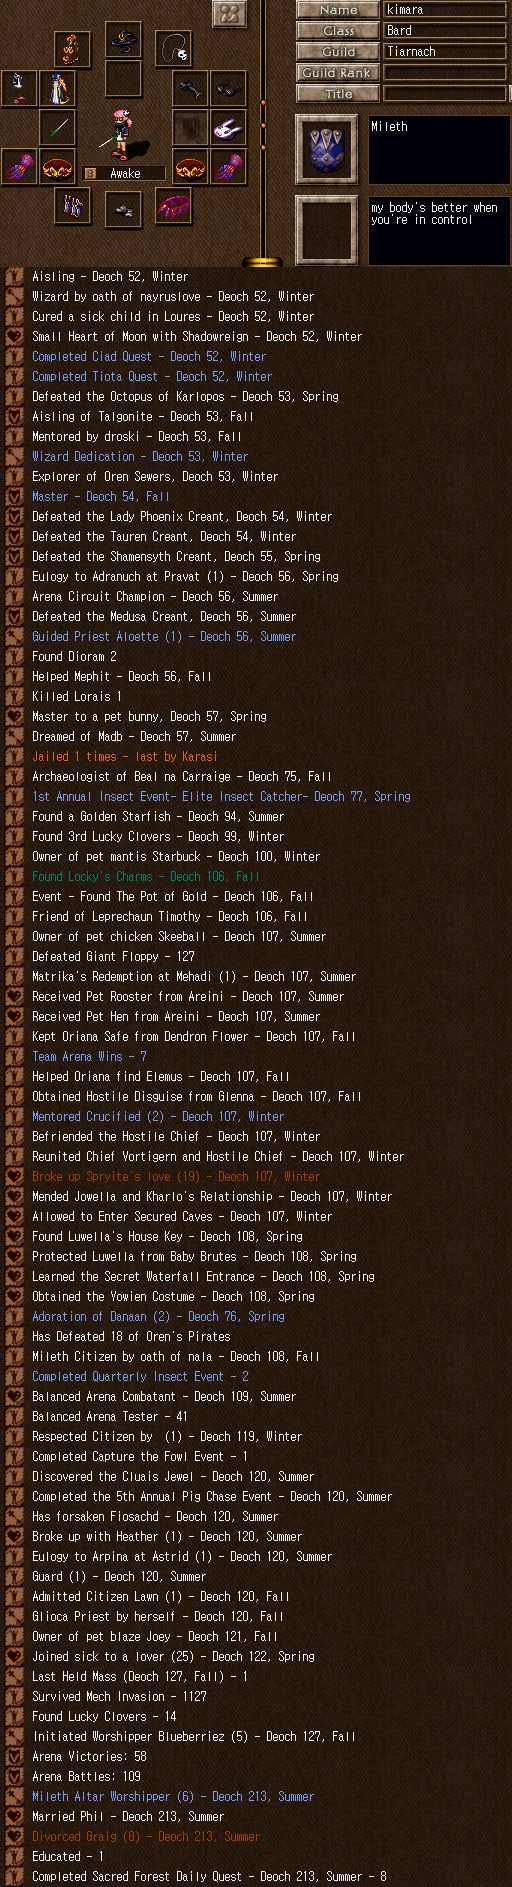 Name kimara
Class Bard
Guild Tiarnach
Guild Rank
Title
Mileth
Awake
my body's better when
you're in control
Aisling - Deoch 52, Winter
Wizard by oath of nayruslove - Deoch 52, Winter
Cured a sick child in Loures - Deoch 52, Winter
Small Heart of Moon with Shadowreign - Deoch 52, Winter
Completed Ciad Quest - Deoch 52, Winter
Completed Tiota Quest - Deoch 52, Winter
Defeated the Octopus of Karlopos - Deoch 53, Spring
Aisling of Talgonite - Deoch 53, Fall
Mentored by droski - Deoch 53, Fall
Wizard Dedication - Deoch 53, Winter
Explorer of Oren Sewers, Deoch 53, Winter
Master - Deoch 54, Fall
Defeated the Lady Phoenix Creant, Deoch 54, Winter
Defeated the Tauren Creant, Deoch 54, Winter
Defeated the Shamensyth Creant, Deoch 55, Spring
Eulogy to Adranuch at Pravat (1) - Deoch 56, Spring
Arena Circuit Champion - Deoch 56, Summer
Defeated the Medusa Creant, Deoch 56, Summer
Guided Priest Aloette (1) - Deoch 56, Summer
Found Dioram 2
Helped Mephit - Deoch 56, Fall
Killed Lorais 1
Master to a pet bunny, Deoch 57, Spring
Dreamed of Madb - Deoch 57, Summer
Jailed 1 times - last by Karasi
Archaeologist of Beal na Carraige - Deoch 75, Fall
1st Annual Insect Event- Elite Insect Catcher- Deoch 77, Spring
Found a Golden Starfish - Deoch 94, Summer
Found 3rd Lucky Clovers - Deoch 99, Winter
Owner of pet mantis Starbuck - Deoch 100, Winter
Found Locky's Charms - Deoch 106, Fall
Event - Found The Pot of Gold - Deoch 106, Fall
Friend of Leprechaun Timothy - Deoch 106, Fall
Owner of pet chicken Skeeball - Deoch 107, Summer
Defeated Giant Floppy - 127
Matrika's Redemption at Mehadi (1) - Deoch 107, Summer
Received Pet Rooster from Areini - Deoch 107, Summer
Received Pet Hen from Areini - Deoch 107, Summer
Kept Oriana Safe from Dendron Flower - Deoch 107, Fall
Team Arena Wins - 7
Helped Oriana find Elemus - Deoch 107, Fall
Obtained Hostile Disguise from Glenna - Deoch 107, Fall
Mentored Crucified (2) - Deoch 107, Winter
Befriended the Hostile Chief - Deoch 107, Winter
Reunited Chief Vortigern and Hostile Chief - Deoch 107, Winter
Broke up Spryite's love (19) - Deoch 107, Winter
Mended Jowella and Kharlo's Relationship - Deoch 107, Winter
Allowed to Enter Secured Caves - Deoch 107, Winter
Found Luwella's House Key - Deoch 108, Spring
Protected Luwella from Baby Brutes - Deoch 108, Spring
Learned the Secret Waterfall Entrance - Deoch 108, Spring
Obtained the Yowien Costume - Deoch 108, Spring
Adoration of Danaan (2) - Deoch 76, Spring
Has Defeated 18 of Oren's Pirates
Mileth Citizen by oath of nala - Deoch 108, Fall
Completed Quarterly Insect Event - 2
Balanced Arena Combatant - Deoch 109, Summer
Balanced Arena Tester - 41
Respected Citizen by  (1) - Deoch 119, Winter
Completed Capture the Fowl Event - 1
Discovered the Cluais Jewel - Deoch 120, Summer
Completed the 5th Annual Pig Chase Event - Deoch 120, Summer
Has forsaken Fiosachd - Deoch 120, Summer
Broke up with Heather (1) - Deoch 120, Summer
Eulogy to Arpina at Astrid (1) - Deoch 120, Summer
Guard (1) - Deoch 120, Summer
Admitted Citizen Lawn (1) - Deoch 120, Fall
Glioca Priest by herself - Deoch 120, Fall
Owner of pet blaze Joey - Deoch 121, Fall
Joined sick to a lover (25) - Deoch 122, Spring
Last Held Mass (Deoch 127, Fall) - 1
Survived Mech Invasion - 1127
Found Lucky Clovers - 14
Initiated Worshipper Blueberriez (5) - Deoch 127, Fall
Arena Victories: 58
Arena Battles: 109
Mileth Altar Worshipper (6) - Deoch 213, Summer
Married Phil - Deoch 213, Summer
Divorced Graig (8) - Deoch 213, Summer
Educated - 1
Completed Sacred Forest Daily Quest - Deoch 213, Summer - 8